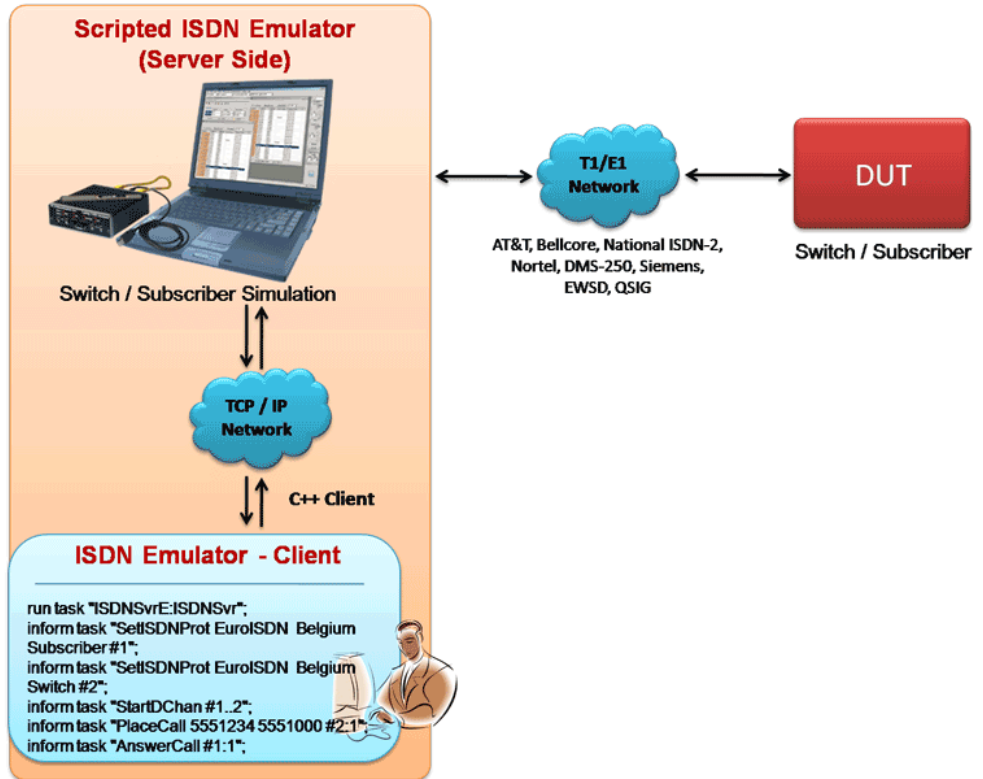 Scripted ISDN Emulator
(Server Side)
Switch / Subscriber Simulation
T1/E1
Network
AT&T, Bellcore, National ISDN-2,
Nortel, DMS-250, Siemens,
EWSD, QSIG
DUT
Switch / Subscriber
TCP / IP
Network
C++ Client
ISDN Emulator - Client
run task "ISDNSvrE:ISDNSvr";
inform task "SetISDNProt EuroISDN Belgium
Subscriber #1";
inform task "SetISDNProt EuroISDN Belgium
Switch #2";
inform task "StartDChan #1..2";
inform task "PlaceCall 5551234 5551000 #2:1";
inform task "AnswerCall #1:1";